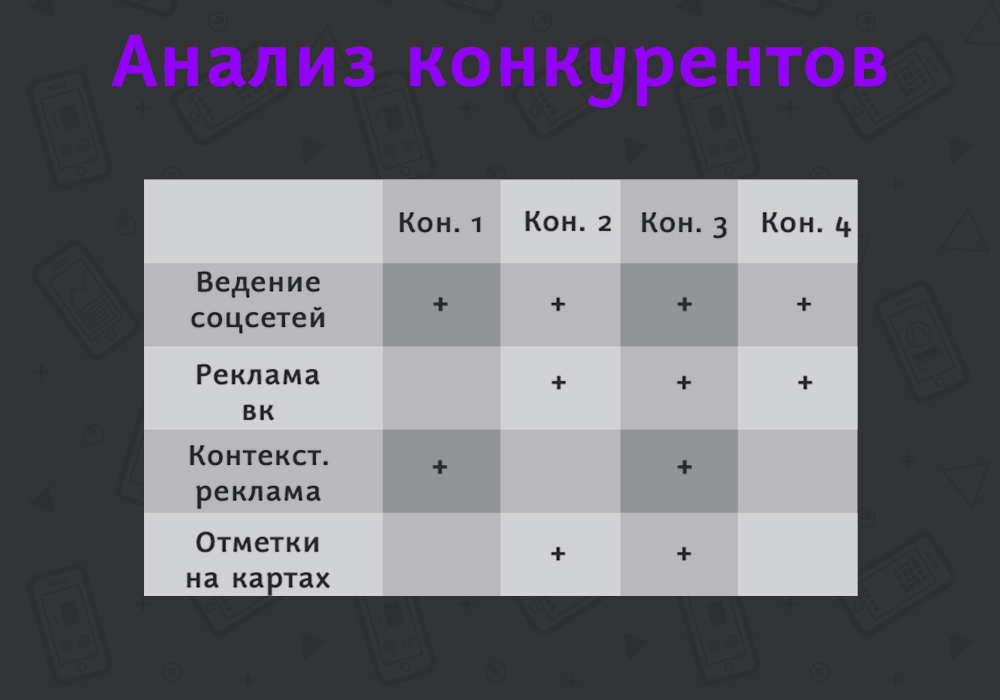 Анализ конкурентов
Кон. 1 Кон. 2 Кон. 3 Кон. 4
Ведение
соцсетей
+ + + +
Реклама
вк
+ + +
Контекст.
реклама
+ +
Отметки
на картах
+ +